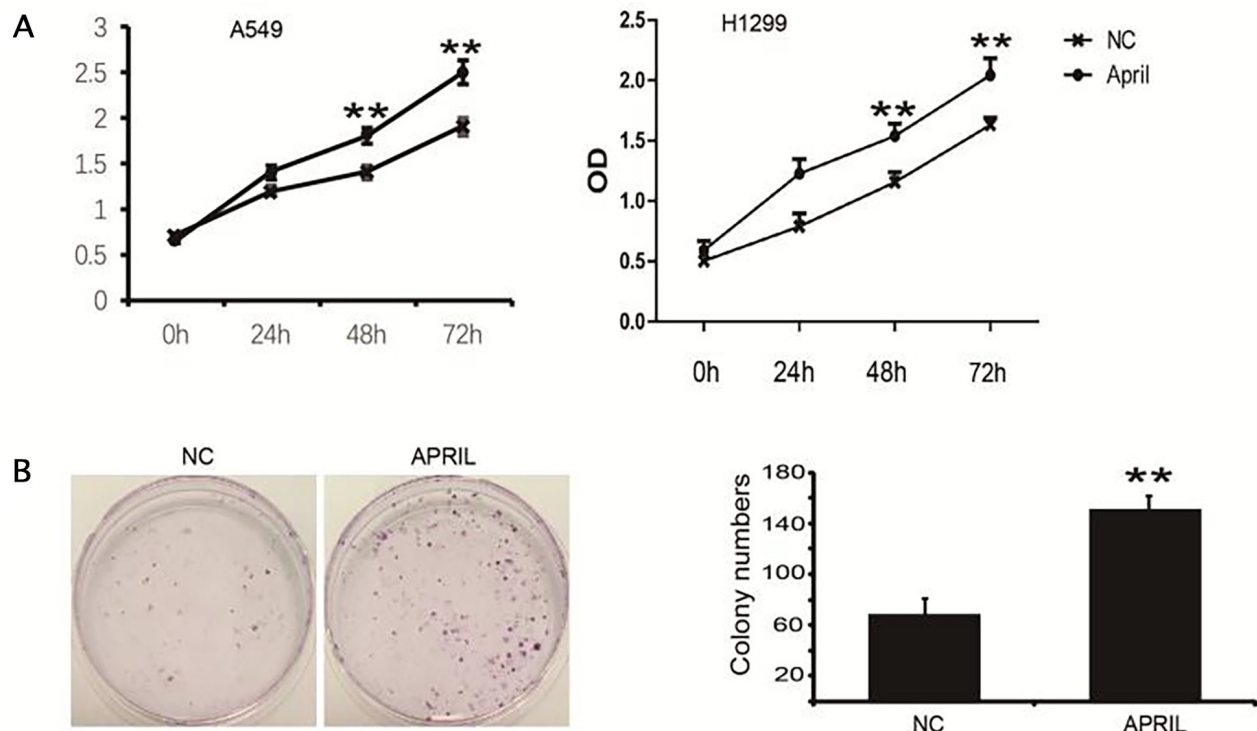 A
A549
3
2.5
2
1.5
1
0.5
0
**
**
0h 24h 48h 72h
H1299
OD
2.5
2.0
1.5
1.0
0.5
0.0
**
**
0h 24h 48h 72h
NC
April
B
NC APRIL
Colony numbers
180
140
100
60
20
**
NC APRIL